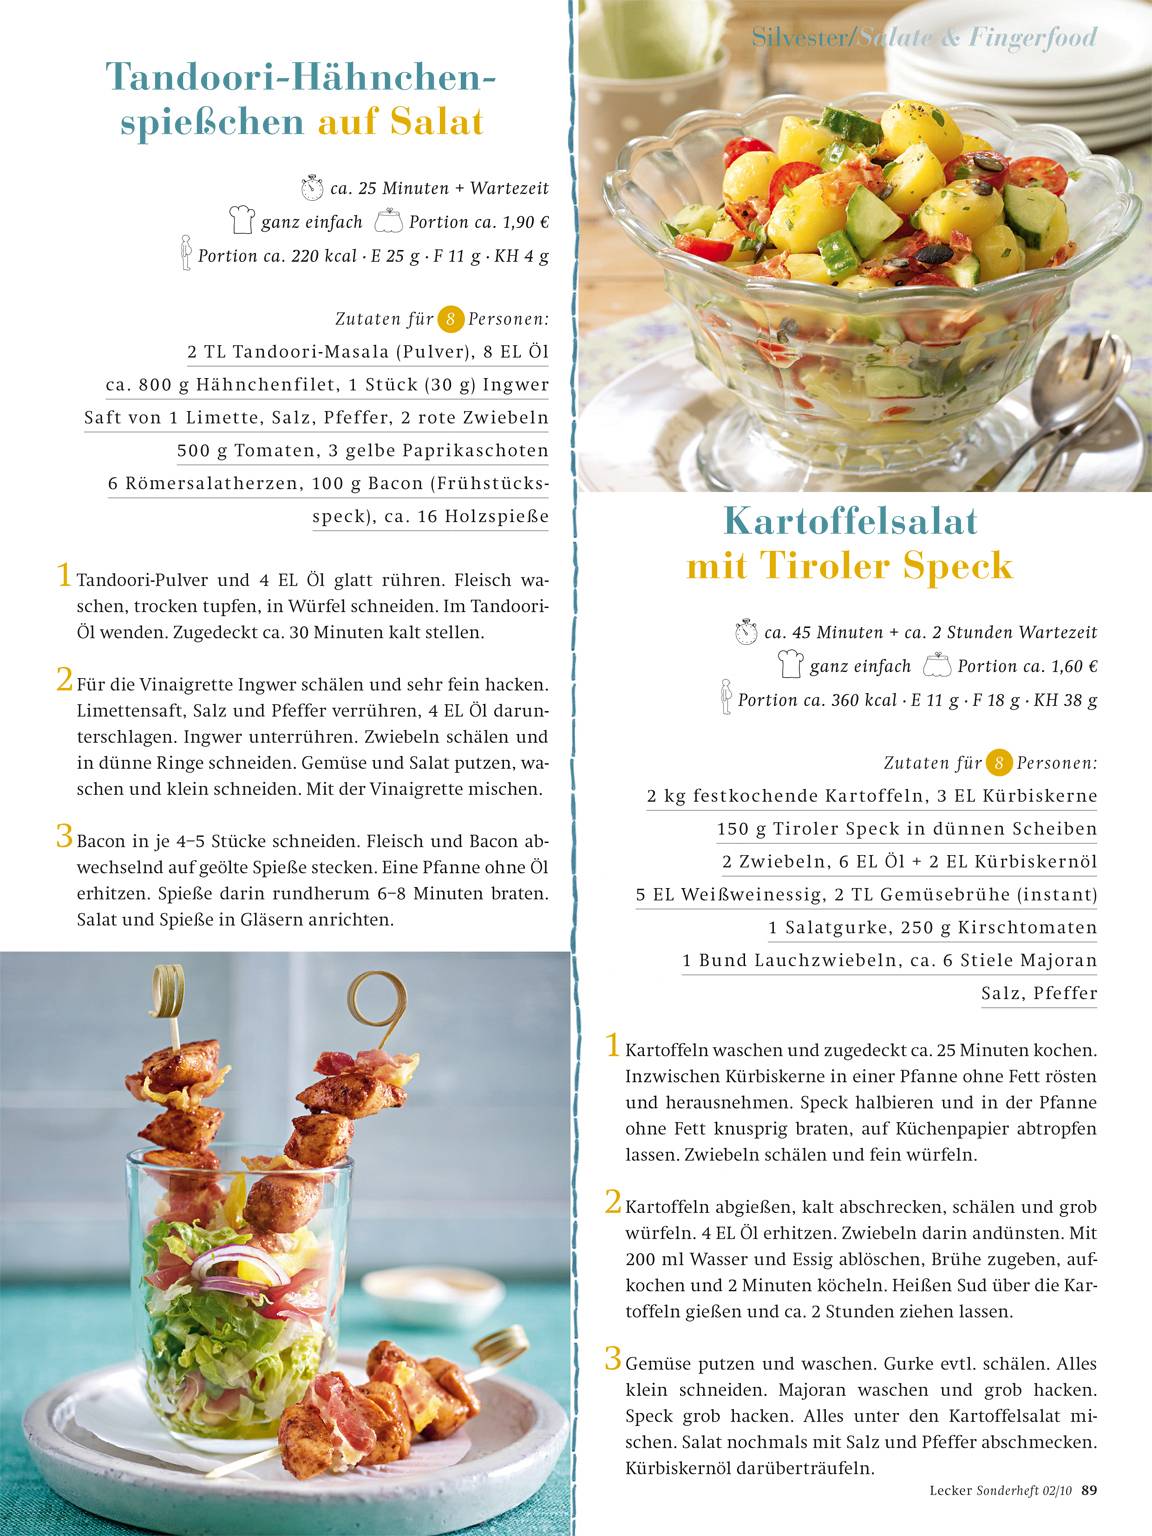 Silvester/Salate & Fingerfood
Tandoori-Hähnchen-
spießchen auf Salat
ca. 25 Minuten + Wartezeit
ganz einfach Portion ca. 1,90 €
Portion ca. 220 kcal · E 25 g · F 11 g · KH 4 g
Zutaten für 8 Personen:
2 TL Tandoori-Masala (Pulver), 8 EL Öl
ca. 800 g Hähnchenfilet, 1 Stück (30 g) Ingwer
Saft von 1 Limette, Salz, Pfeffer, 2 rote Zwiebeln
500 g Tomaten, 3 gelbe Paprikaschoten
6 Römersalatherzen, 100 g Bacon (Frühstücks-
speck), ca. 16 Holzspieße
1 Tandoori-Pulver und 4 EL Öl glatt rühren. Fleisch wa-
schen, trocken tupfen, in Würfel schneiden. Im Tandoori-
Öl wenden. Zugedeckt ca. 30 Minuten kalt stellen.
2 Für die Vinaigrette Ingwer schälen und sehr fein hacken.
Limettensaft, Salz und Pfeffer verrühren, 4 EL Öl darun-
terschlagen. Ingwer unterrühren. Zwiebeln schälen und
in dünne Ringe schneiden. Gemüse und Salat putzen, wa-
schen und klein schneiden. Mit der Vinaigrette mischen.
3 Bacon in je 4–5 Stücke schneiden. Fleisch und Bacon ab-
wechselnd auf geölte Spieße stecken. Eine Pfanne ohne Öl
erhitzen. Spieße darin rundherum 6–8 Minuten braten.
Salat und Spieße in Gläsern anrichten.
Kartoffelsalat
mit Tiroler Speck
ca. 45 Minuten + ca. 2 Stunden Wartezeit
ganz einfach Portion ca. 1,60 €
Portion ca. 360 kcal · E 11 g · F 18 g · KH 38 g
Zutaten für 8 Personen:
2 kg festkochende Kartoffeln, 3 EL Kürbiskerne
150 g Tiroler Speck in dünnen Scheiben
2 Zwiebeln, 6 EL Öl + 2 EL Kürbiskernöl
5 EL Weißweinessig, 2 TL Gemüsebrühe (instant)
1 Salatgurke, 250 g Kirschtomaten
1 Bund Lauchzwiebeln, ca. 6 Stiele Majoran
Salz, Pfeffer
1 Kartoffeln waschen und zugedeckt ca. 25 Minuten kochen.
Inzwischen Kürbiskerne in einer Pfanne ohne Fett rösten
und herausnehmen. Speck halbieren und in der Pfanne
ohne Fett knusprig braten, auf Küchenpapier abtropfen
lassen. Zwiebeln schälen und fein würfeln.
2 Kartoffeln abgießen, kalt abschrecken, schälen und grob
würfeln. 4 EL Öl erhitzen. Zwiebeln darin andünsten. Mit
200 ml Wasser und Essig ablöschen, Brühe zugeben, auf-
kochen und 2 Minuten köcheln. Heißen Sud über die Kar-
toffeln gießen und ca. 2 Stunden ziehen lassen.
3 Gemüse putzen und waschen. Gurke evtl. schälen. Alles
klein schneiden. Majoran waschen und grob hacken.
Speck grob hacken. Alles unter den Kartoffelsalat mi-
schen. Salat nochmals mit Salz und Pfeffer abschmecken.
Kürbiskernöl darüberträufeln.
Lecker Sonderheft 02/10 89